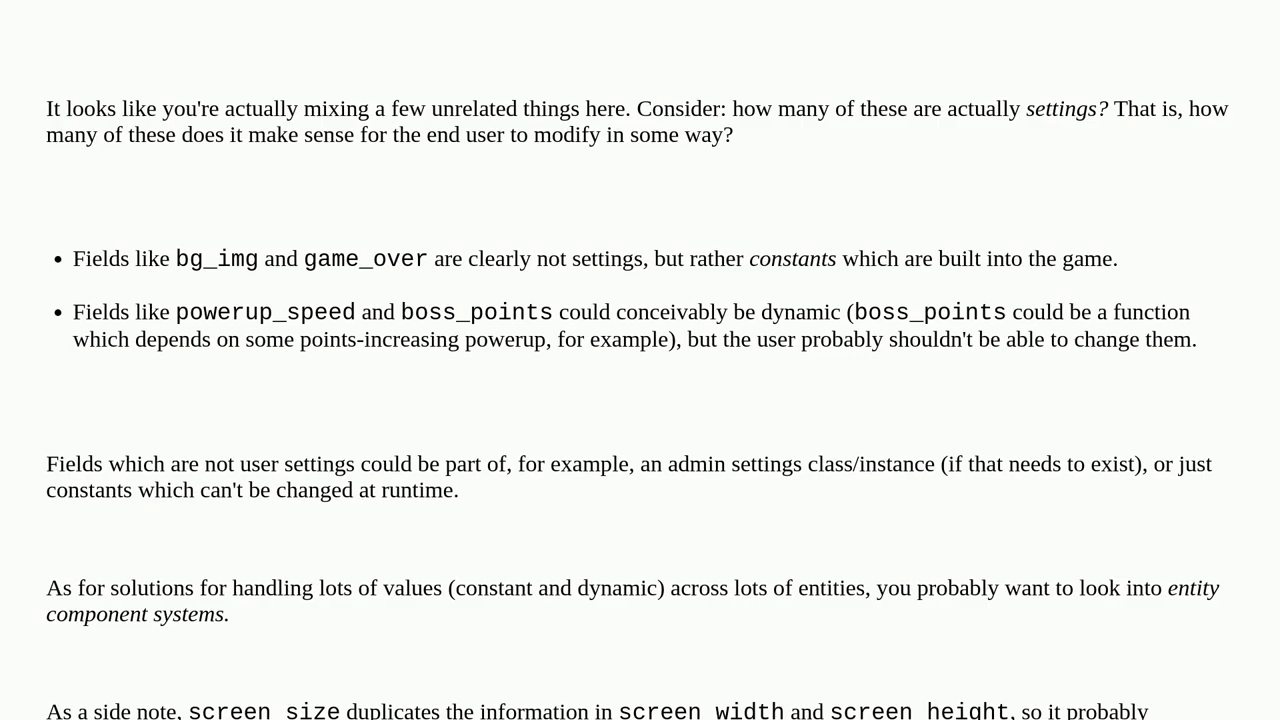 It looks like you're actually mixing a few unrelated things here. Consider: how many of these are actually settings? That is, how
many of these does it make sense for the end user to modify in some way?
• Fields like bg_img and game_over are clearly not settings, but rather constants which are built into the game.
• Fields like powerup_speed and boss_points could conceivably be dynamic (boss_points could be a function
which depends on some points-increasing powerup, for example), but the user probably shouldn't be able to change them.
Fields which are not user settings could be part of, for example, an admin settings class/instance (if that needs to exist), or just
constants which can't be changed at runtime.
As for solutions for handling lots of values (constant and dynamic) across lots of entities, you probably want to look into entity
component systems.
As a side note, screen_size duplicates the information in screen_width and screen_height, so it probably